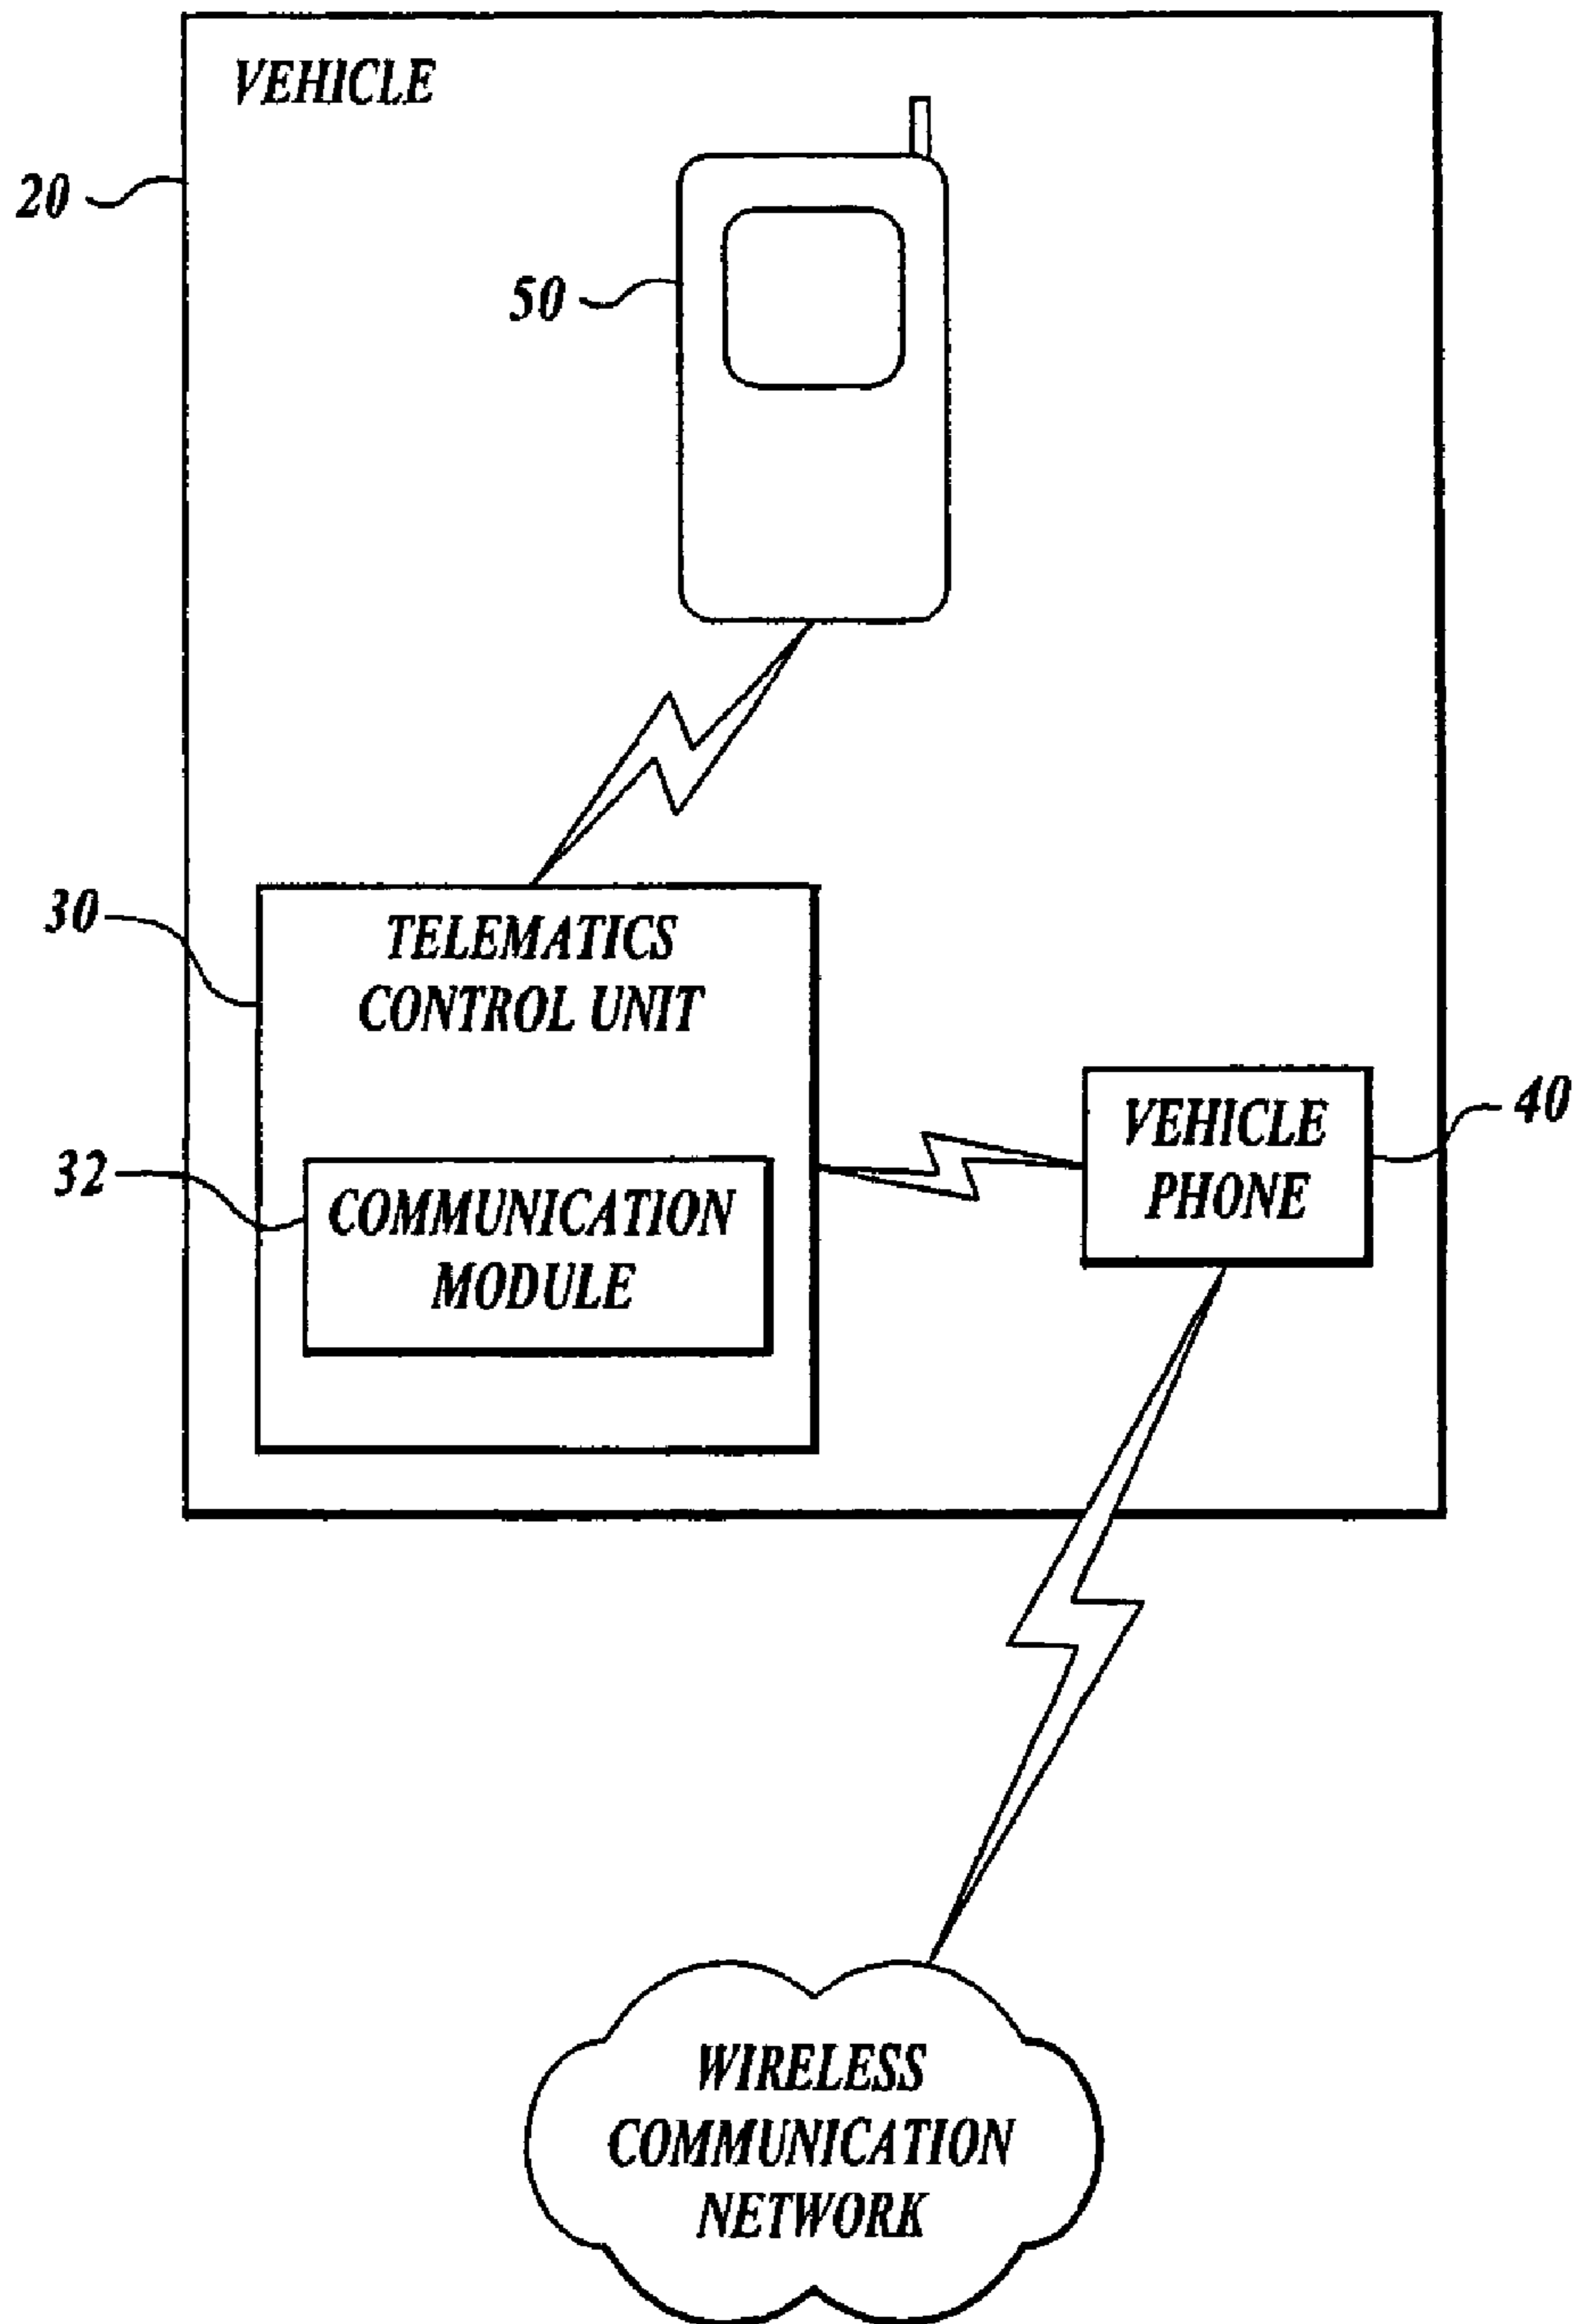 VEHICLE
20
50
30
TELEMATICS
CONTROL UNIT
32
COMMUNICATION
MODULE
VEHICLE
PHONE
40
WIRELESS
COMMUNICATION
NETWORK